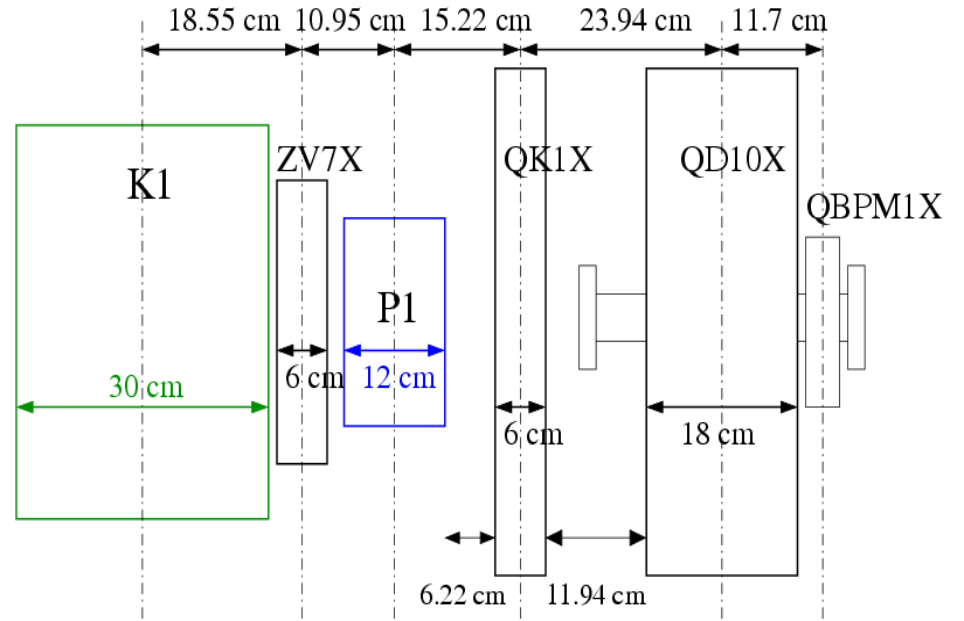 18.55 cm 10.95 cm 15.22 cm 23.94 cm 11.7 cm
ZV7X QK1X QD10X
K1
QBPM1X
P1
30 cm 6 cm 12 cm
6 cm 18 cm
6.22 cm 11.94 cm